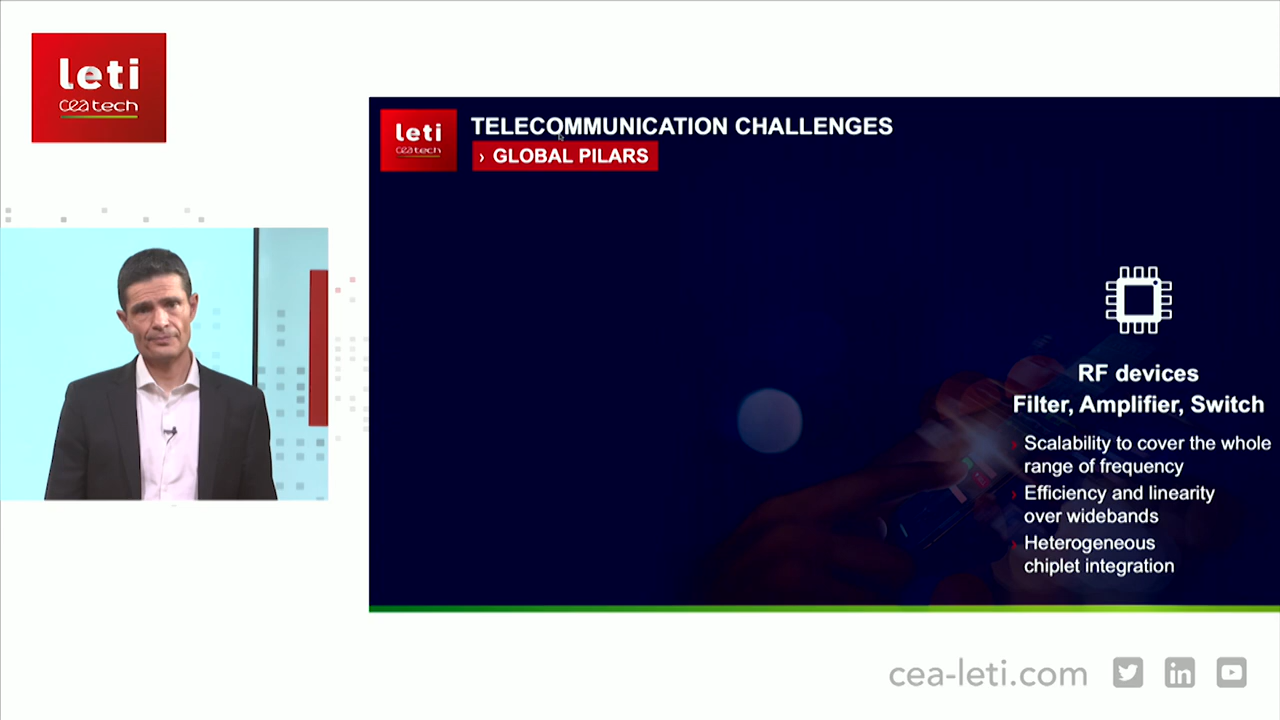 leti
ceatech
leti
ceatech
TELECOMMUNICATION CHALLENGES
› GLOBAL PILARS
RF devices
Filter, Amplifier, Switch
› Scalability to cover the whole
range of frequency
› Efficiency and linearity
over widebands
› Heterogeneous
chiplet integration
cea-leti.com